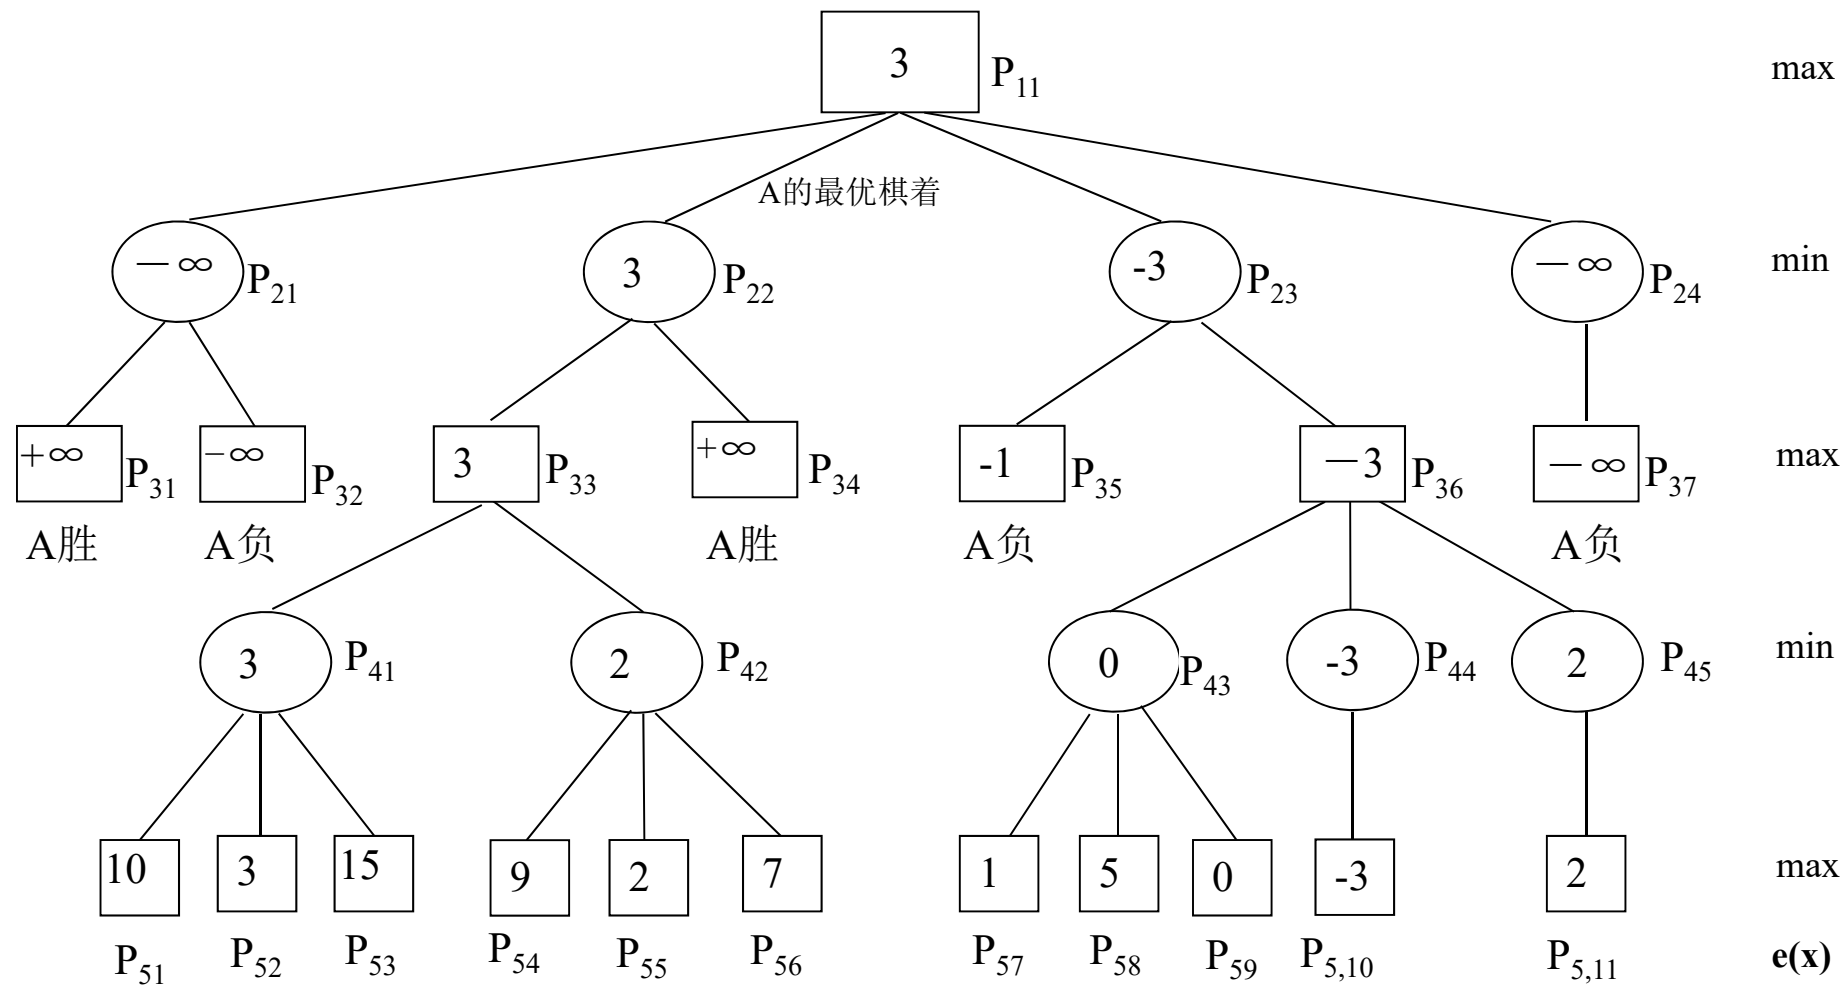 3 P11 max
A的最优棋着
－∞ P21 3 P22 -3 P23 －∞ P24 min
+∞ P31 －∞ P32 3 P33 +∞ P34 -1 P35 －3 P36 －∞ P37 max
A胜 A负 A胜 A负 A负
3 P41 2 P42 0 P43 -3 P44 2 P45 min
10 3 15 9 2 7 1 5 0 -3 2 max
P51 P52 P53 P54 P55 P56 P57 P58 P59 P5,10 P5,11 e(x)